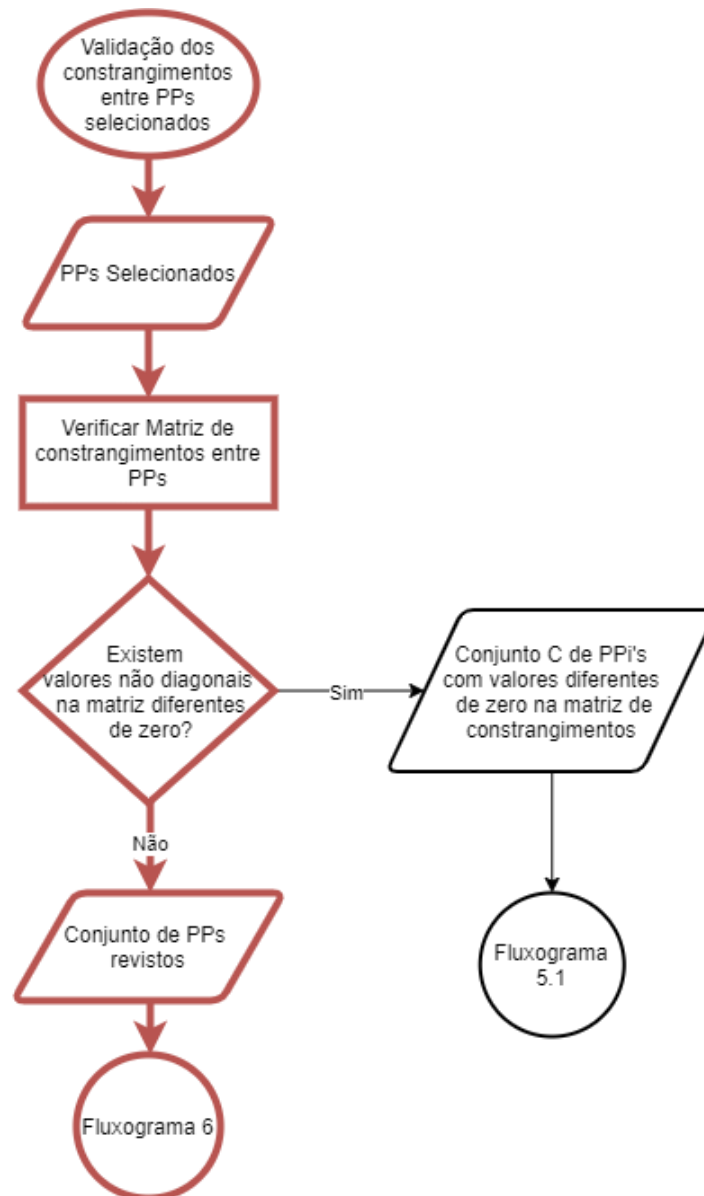 Validação dos
constrangimentos
entre PPs
selecionados
PPs Selecionados
Verificar Matriz de
constrangimentos entre
PPs
Existem
valores não diagonais
na matriz diferentes
de zero?
Sim
Conjunto C de PPi's
com valores diferentes
de zero na matriz de
constrangimentos
Não
Conjunto de PPs
revistos
Fluxograma
5.1
Fluxograma 6